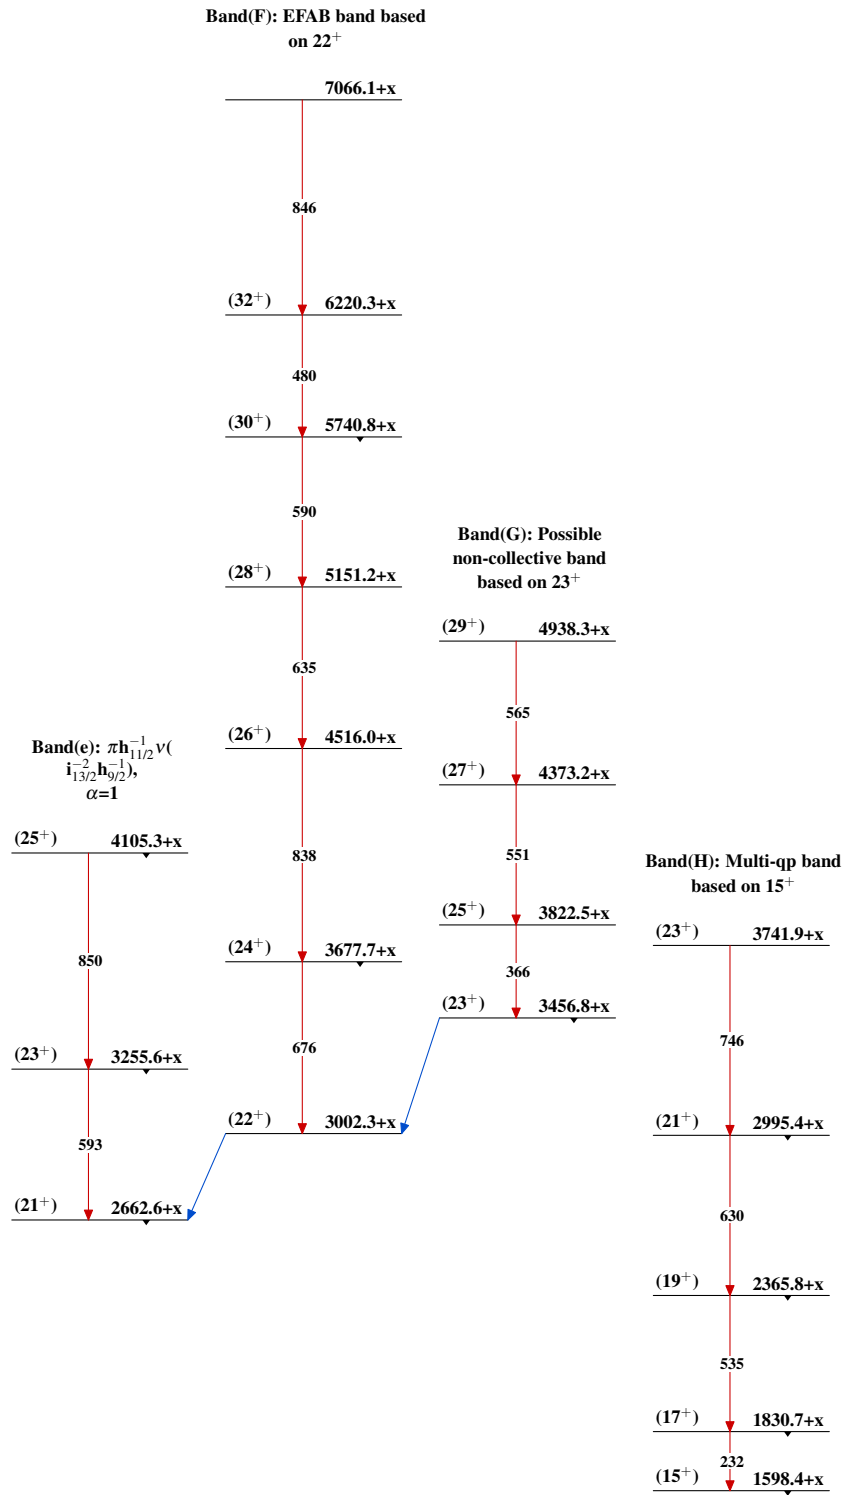 Band(F): EFAB band based
on 22⁺
7066.1+x
846
(32⁺) 6220.3+x
480
(30⁺) 5740.8+x
590
(28⁺) 5151.2+x
635
(26⁺) 4516.0+x
838
(24⁺) 3677.7+x
676
(22⁺) 3002.3+x
Band(G): Possible
non-collective band
based on 23⁺
(29⁺) 4938.3+x
565
(27⁺) 4373.2+x
551
(25⁺) 3822.5+x
366
(23⁺) 3456.8+x
Band(e): πh₁₁/₂⁻¹ν(
i₁₃/₂⁻²h₉/₂⁻¹),
α=1
(25⁺) 4105.3+x
850
(23⁺) 3255.6+x
593
(21⁺) 2662.6+x
Band(H): Multi-qp band
based on 15⁺
(23⁺) 3741.9+x
746
(21⁺) 2995.4+x
630
(19⁺) 2365.8+x
535
(17⁺) 1830.7+x
232
(15⁺) 1598.4+x